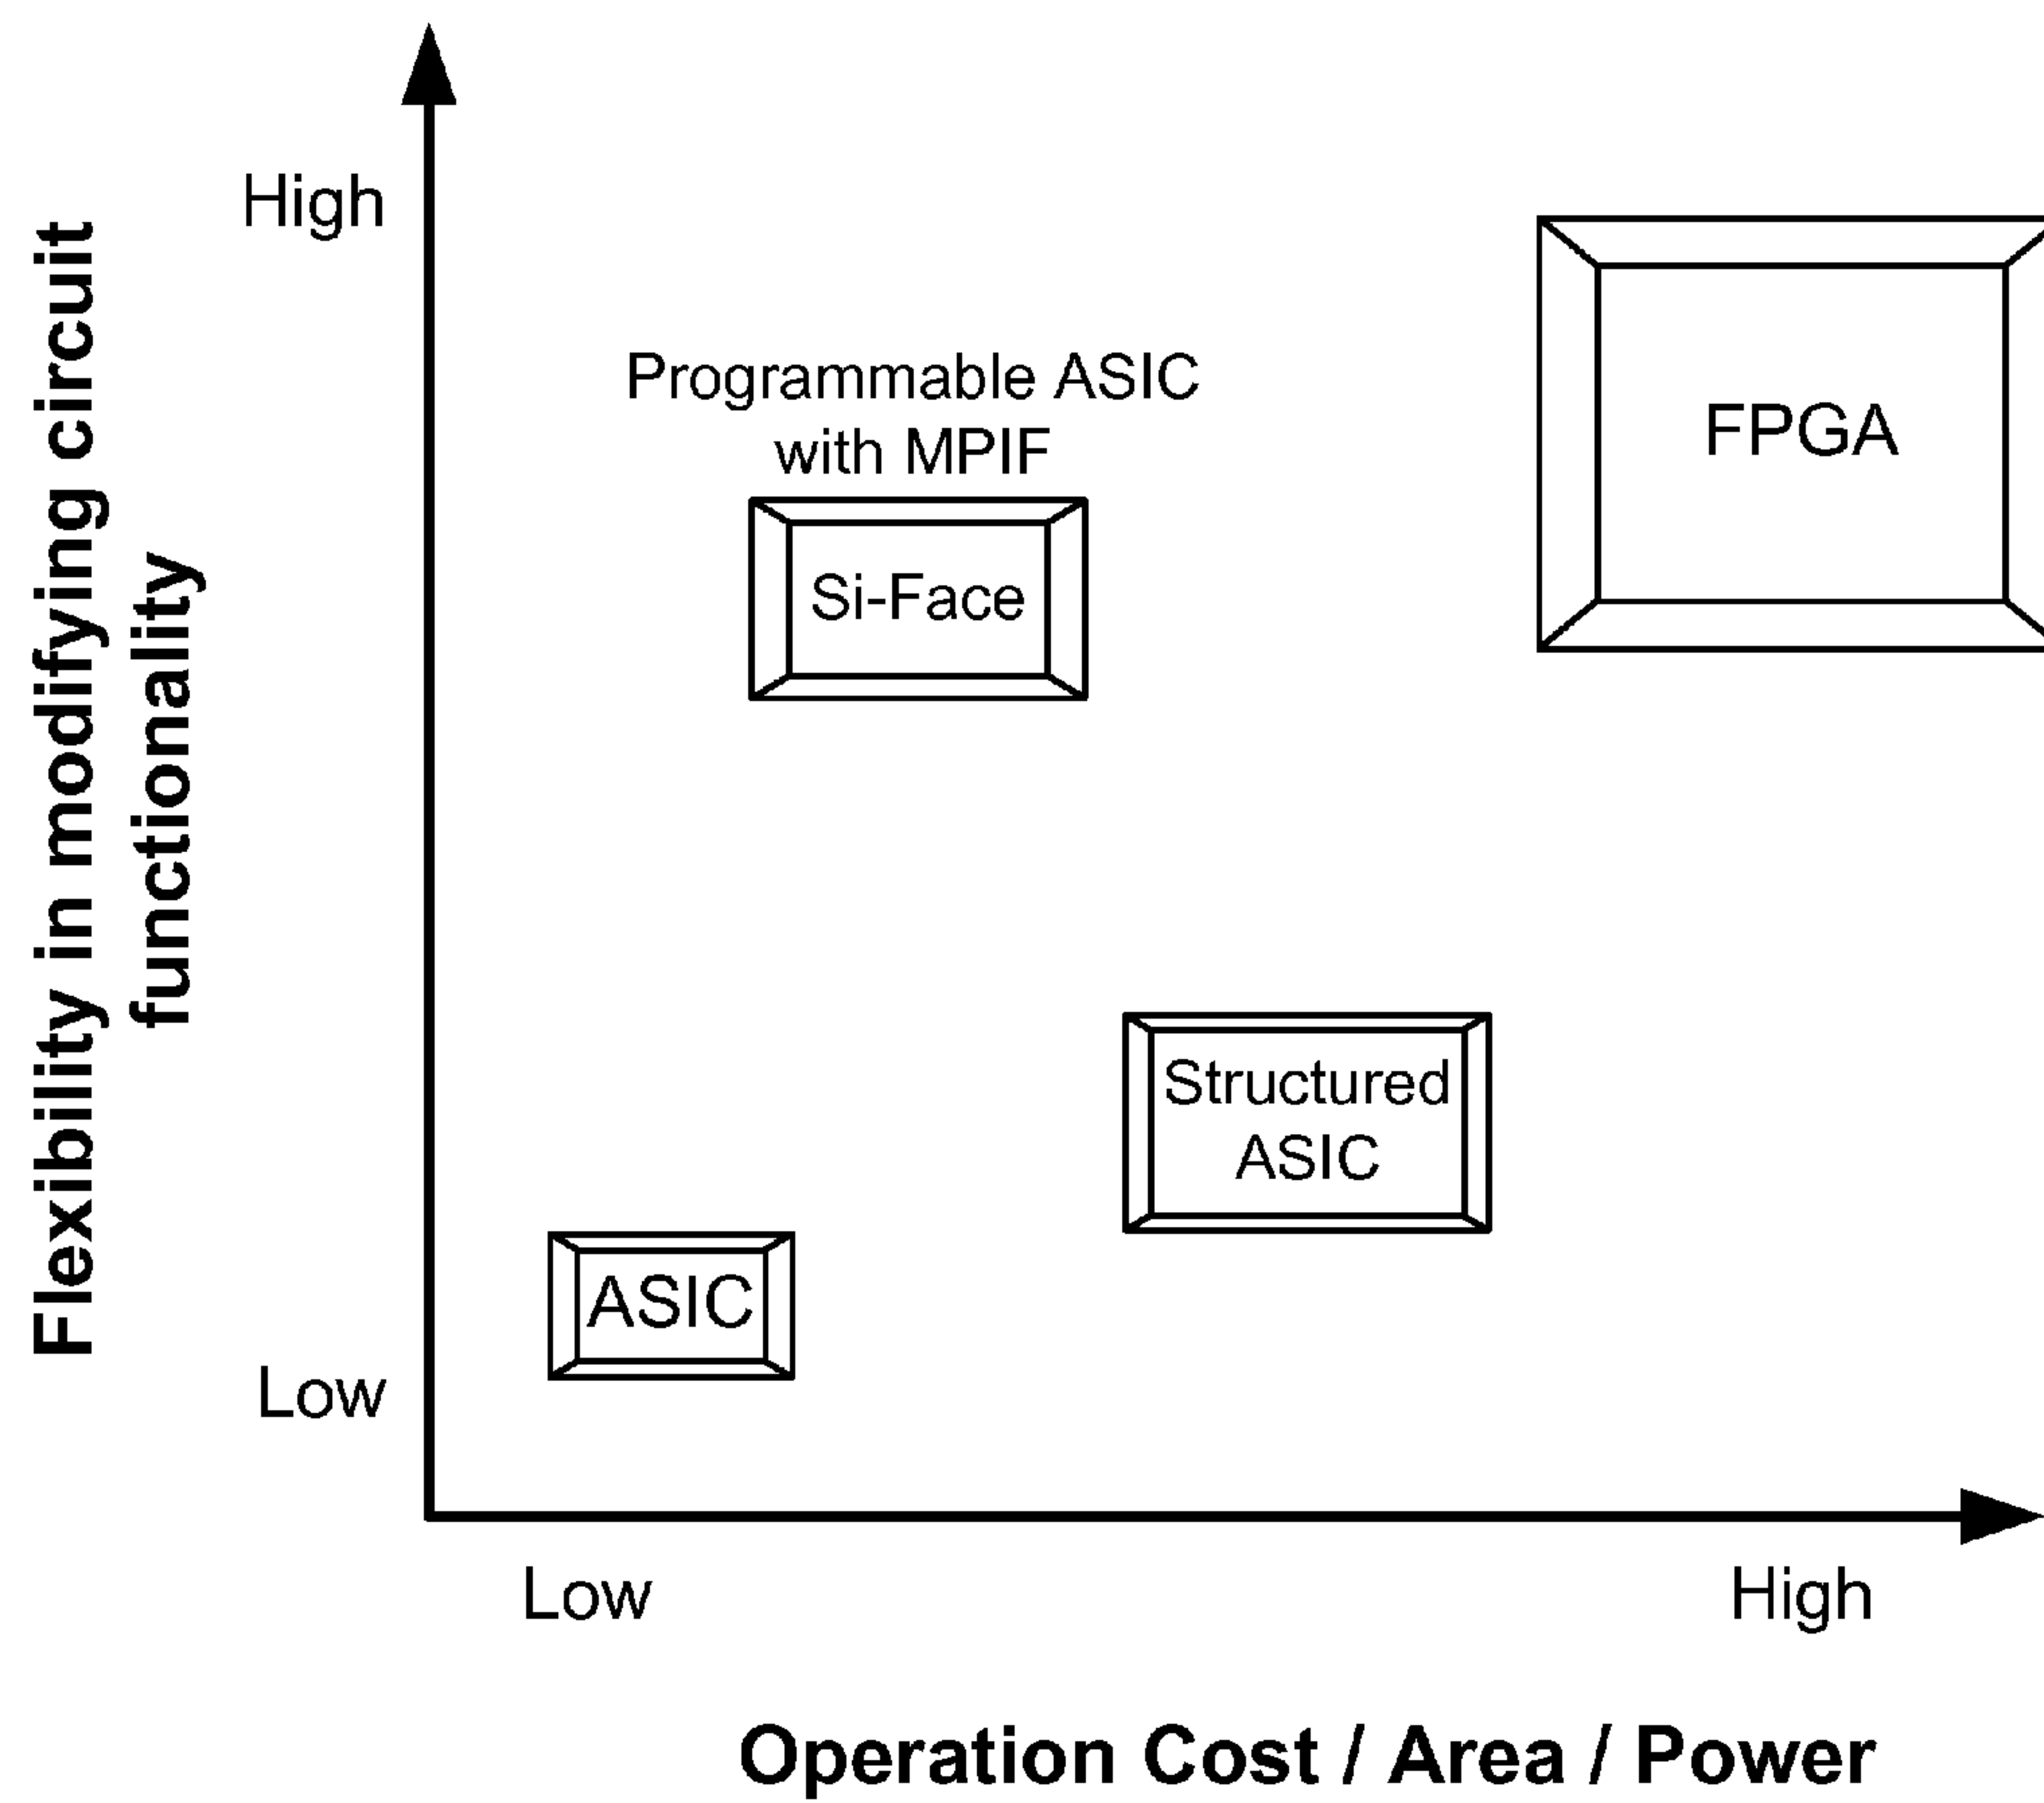 Flexibility in modifying circuit
functionality
High
Programmable ASIC
with MPIF
Si-Face
FPGA
Structured
ASIC
ASIC
Low
Low
High
Operation Cost / Area / Power